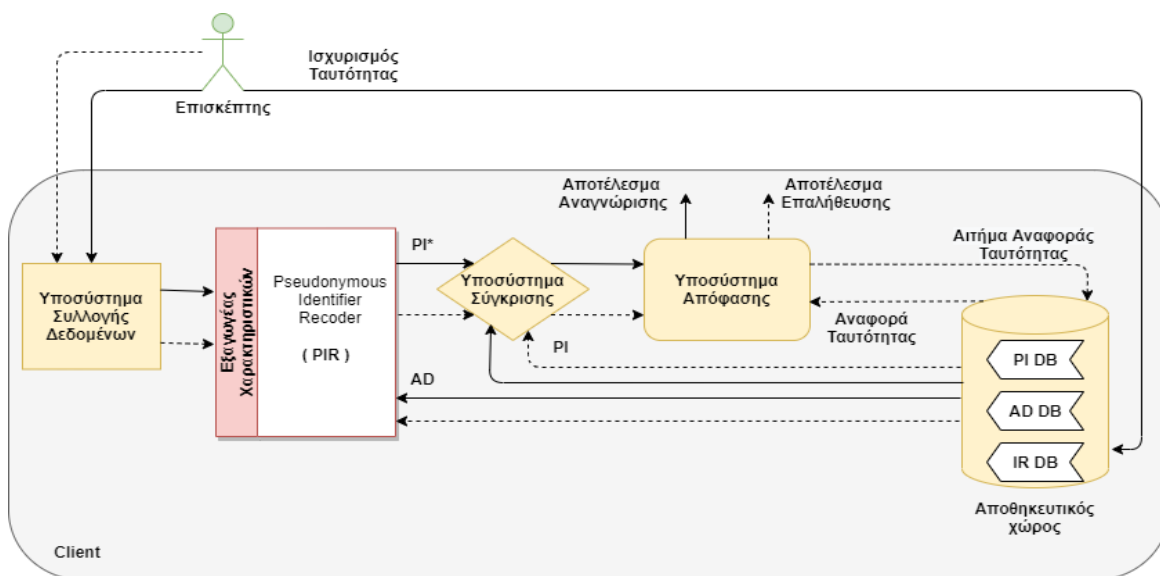 Ισχυρισμός
Ταυτότητας
Επισκέπτης
Αποτέλεσμα
Αναγνώρισης
Αποτέλεσμα
Επαλήθευσης
Αιτήμα Αναφοράς
Ταυτότητας
PI*
Υποσύστημα
Συλλογής
Δεδομένων
Εξαγωγέας
Χαρακτηριστικών
Pseudonymous
Identifier
Recoder
( PIR )
Υποσύστημα
Σύγκρισης
Υποσύστημα
Απόφασης
Αναφορά
Ταυτότητας
PI
AD
PI DB
AD DB
IR DB
Αποθηκευτικός
χώρος
Client